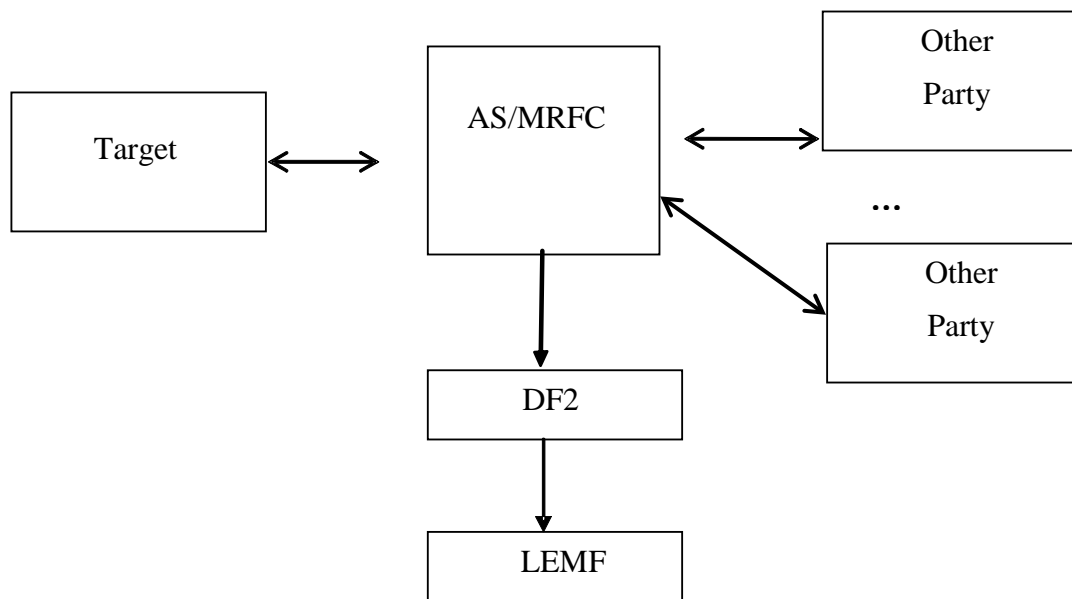 Other
Party
AS/MRFC
Target
...
Other
Party
DF2
LEMF